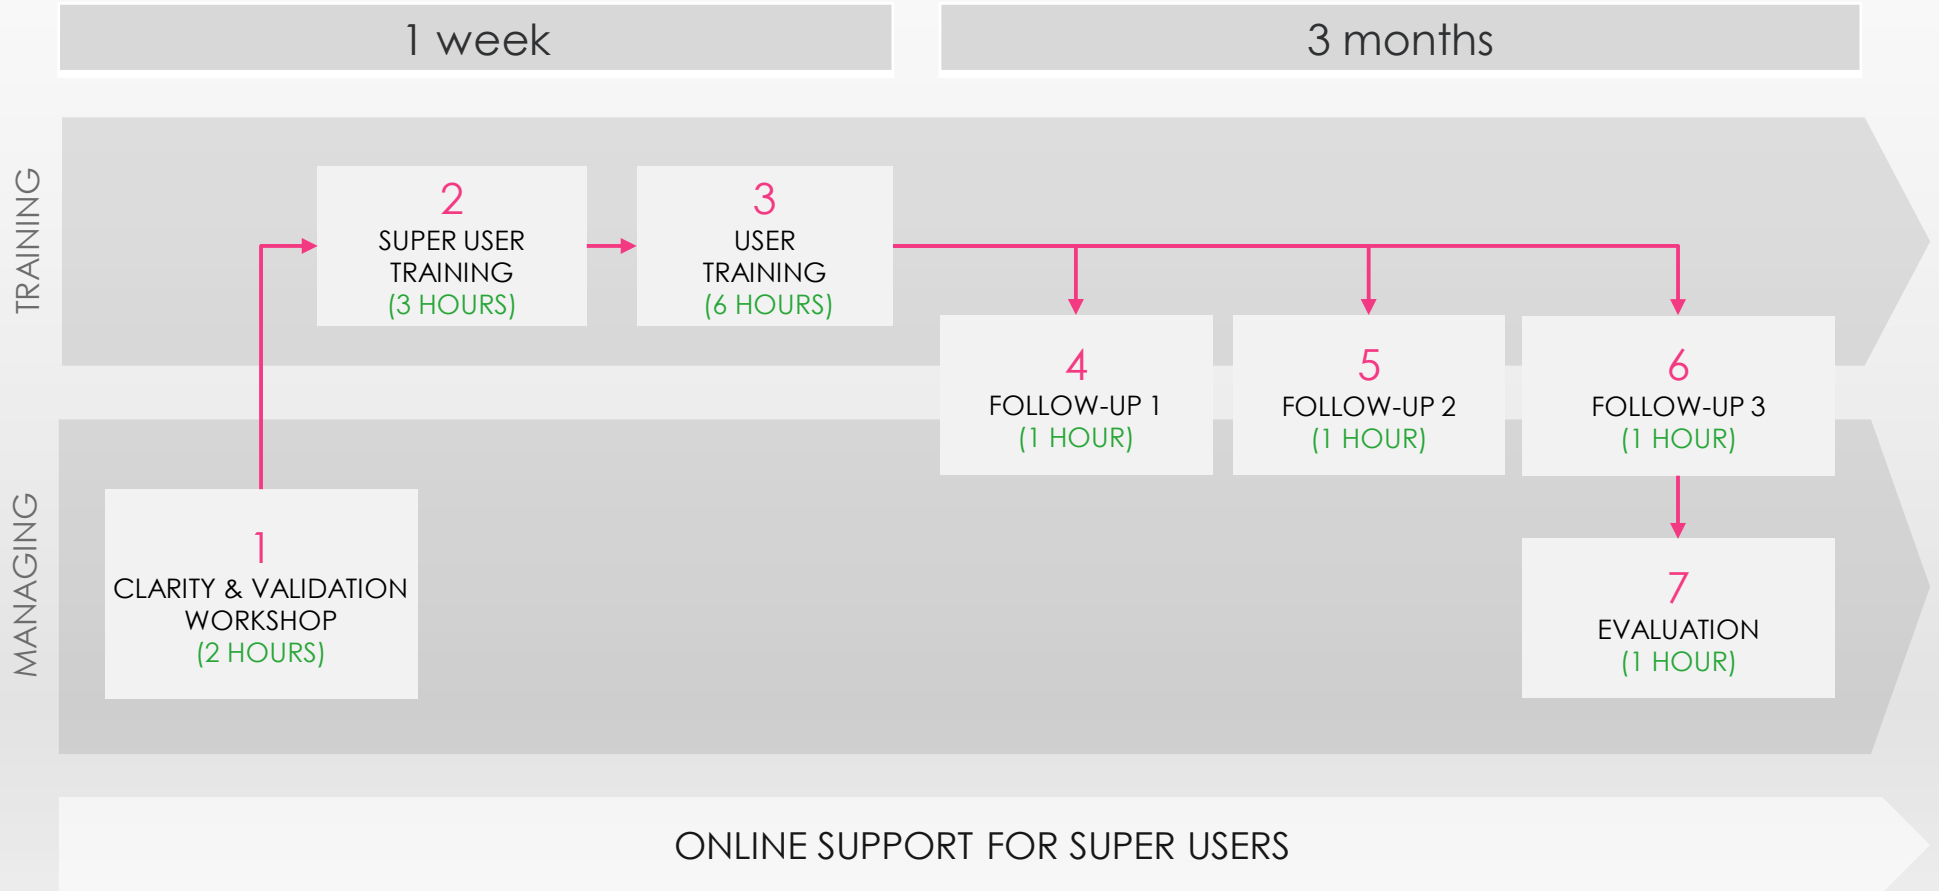 1 week
3 months
TRAINING
2
SUPER USER
TRAINING
(3 HOURS)
3
USER
TRAINING
(6 HOURS)
4
FOLLOW-UP 1
(1 HOUR)
5
FOLLOW-UP 2
(1 HOUR)
6
FOLLOW-UP 3
(1 HOUR)
MANAGING
1
CLARITY & VALIDATION
WORKSHOP
(2 HOURS)
7
EVALUATION
(1 HOUR)
ONLINE SUPPORT FOR SUPER USERS